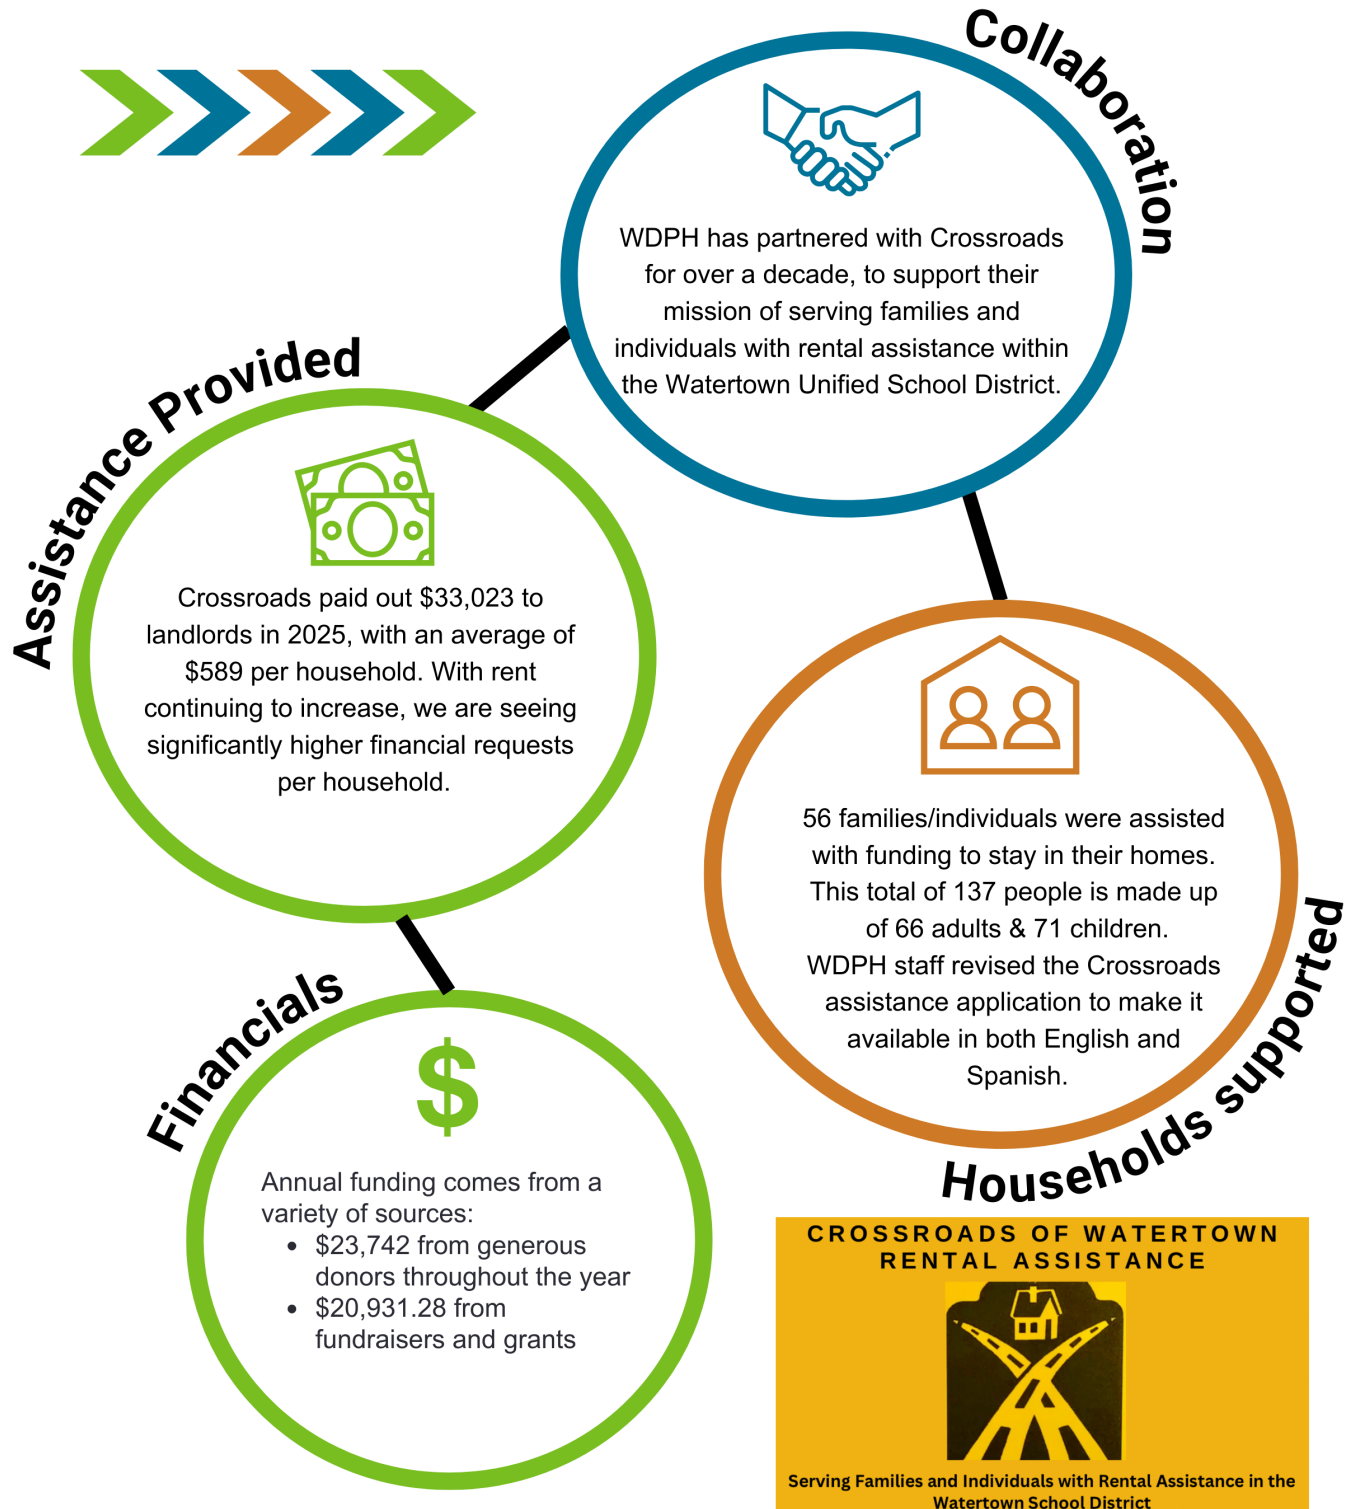 Collaboration
WDPH has partnered with Crossroads
for over a decade, to support their
mission of serving families and
individuals with rental assistance within
the Watertown Unified School District.
Assistance Provided
Crossroads paid out $33,023 to
landlords in 2025, with an average of
$589 per household. With rent
continuing to increase, we are seeing
significantly higher financial requests
per household.
56 families/individuals were assisted
with funding to stay in their homes.
This total of 137 people is made up
of 66 adults & 71 children.
WDPH staff revised the Crossroads
assistance application to make it
available in both English and
Spanish.
Households supported
Financials
$
Annual funding comes from a
variety of sources:
• $23,742 from generous
donors throughout the year
• $20,931.28 from
fundraisers and grants
CROSSROADS OF WATERTOWN
RENTAL ASSISTANCE
Serving Families and Individuals with Rental Assistance in the
Watertown School District